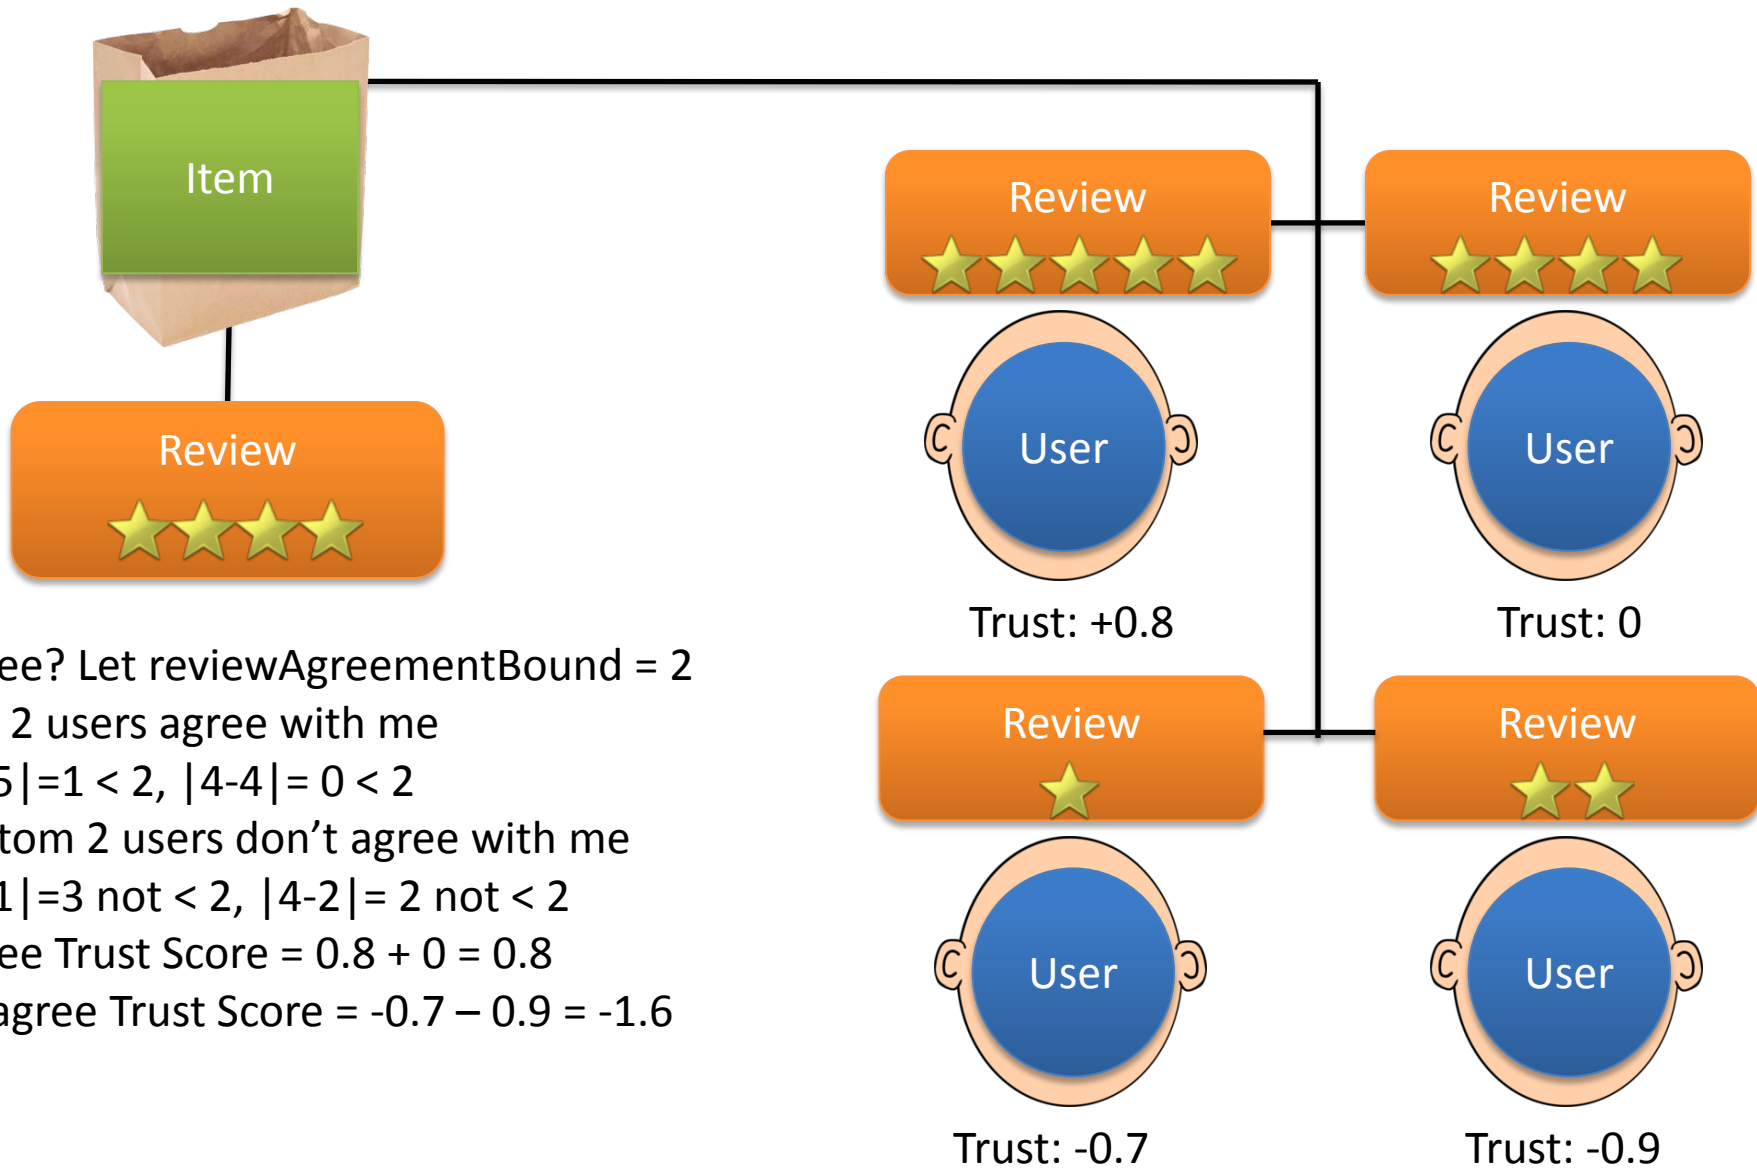 Item
Review
Review
Review
User
User
Trust: +0.8
Trust: 0
ee? Let reviewAgreementBound = 2
2 users agree with me
5|=1 < 2, |4-4|= 0 < 2
tom 2 users don’t agree with me
1|=3 not < 2, |4-2|= 2 not < 2
ee Trust Score = 0.8 + 0 = 0.8
agree Trust Score = -0.7 – 0.9 = -1.6
Review
Review
User
User
Trust: -0.7
Trust: -0.9